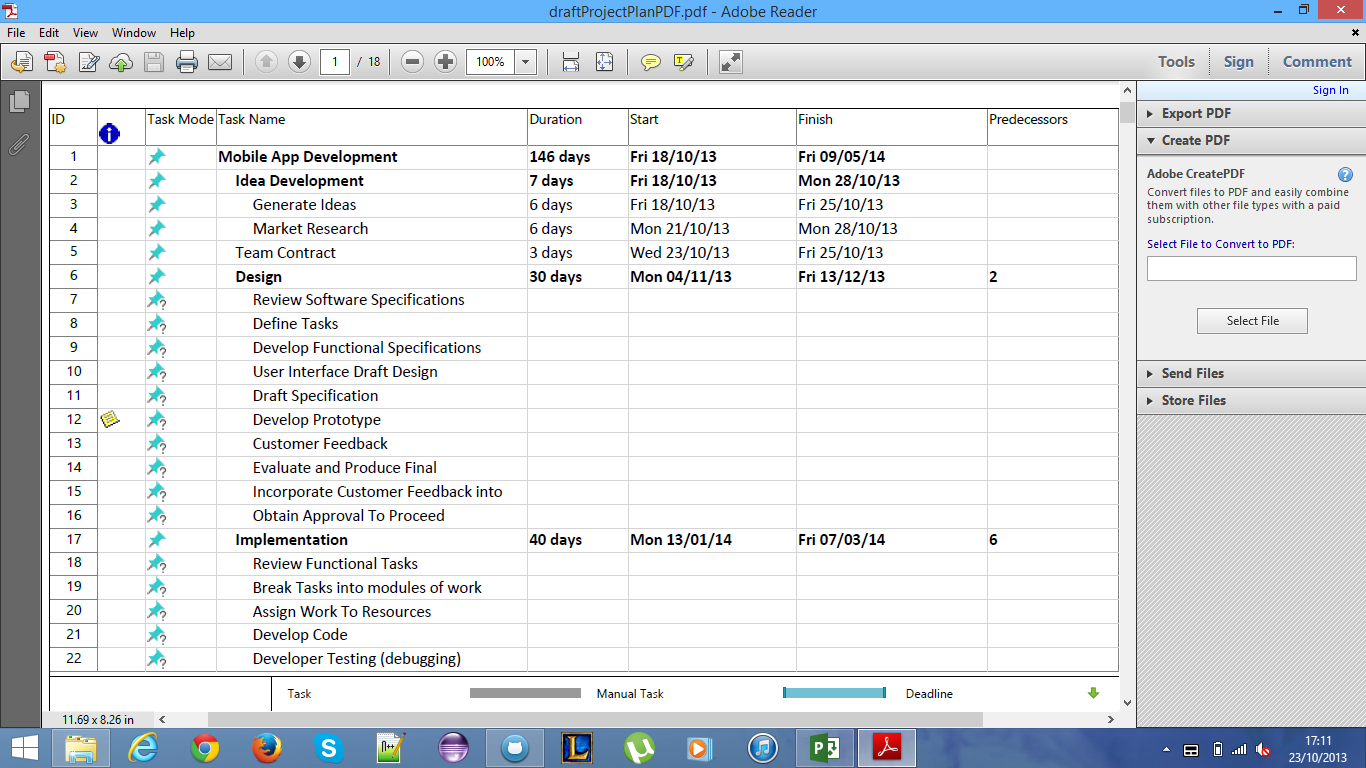 draftProjectPlanPDF.pdf - Adobe Reader
File Edit View Window Help
1 / 18 100% Tools Sign Comment
Sign In
Export PDF
Create PDF
Adobe CreatePDF
Convert files to PDF and easily combine
them with other file types with a paid
subscription.
Select File to Convert to PDF:
Select File
Send Files
Store Files
ID Task Mode Task Name Duration Start Finish Predecessors
1 Mobile App Development 146 days Fri 18/10/13 Fri 09/05/14
2 Idea Development 7 days Fri 18/10/13 Mon 28/10/13
3 Generate Ideas 6 days Fri 18/10/13 Fri 25/10/13
4 Market Research 6 days Mon 21/10/13 Mon 28/10/13
5 Team Contract 3 days Wed 23/10/13 Fri 25/10/13
6 Design 30 days Mon 04/11/13 Fri 13/12/13 2
7 Review Software Specifications
8 Define Tasks
9 Develop Functional Specifications
10 User Interface Draft Design
11 Draft Specification
12 Develop Prototype
13 Customer Feedback
14 Evaluate and Produce Final
15 Incorporate Customer Feedback into
16 Obtain Approval To Proceed
17 Implementation 40 days Mon 13/01/14 Fri 07/03/14 6
18 Review Functional Tasks
19 Break Tasks into modules of work
20 Assign Work To Resources
21 Develop Code
22 Developer Testing (debugging)
Task Manual Task Deadline
11.69 x 8.26 in
17:11
23/10/2013